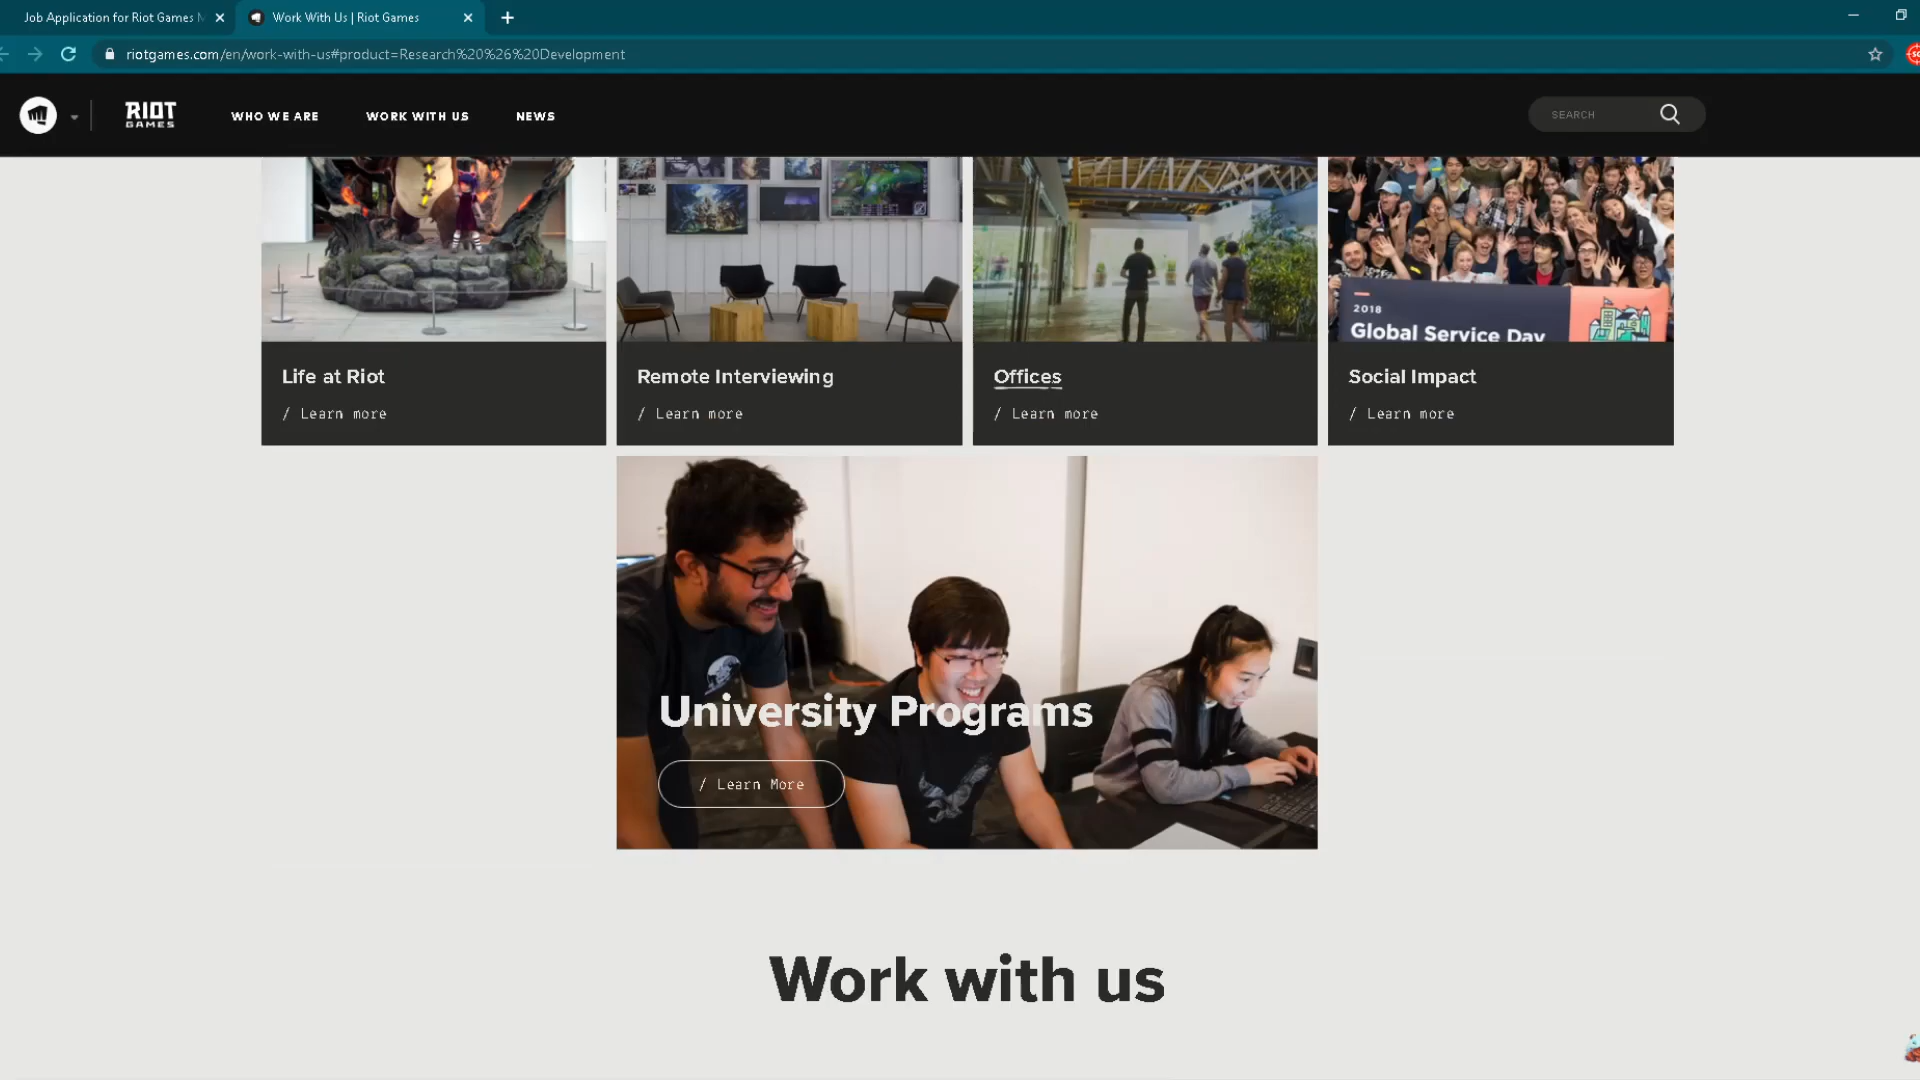 Job Application for Riot Games
Work With Us | Riot Games
riotgames.com/en/work-with-us#product=Research%20%26%20Development
RIOT
GAMES
WHO WE ARE
WORK WITH US
NEWS
SEARCH
2018
Global Service Day
Life at Riot
Remote Interviewing
Offices
Social Impact
/ Learn more
/ Learn more
/ Learn more
/ Learn more
University Programs
/ Learn More
Work with us